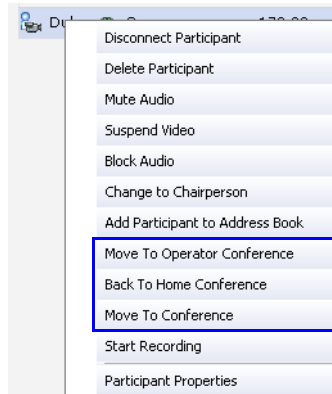 Disconnect Participant
Delete Participant
Mute Audio
Suspend Video
Block Audio
Change to Chairperson
Add Participant to Address Book
Move To Operator Conference
Back To Home Conference
Move To Conference
Start Recording
Participant Properties